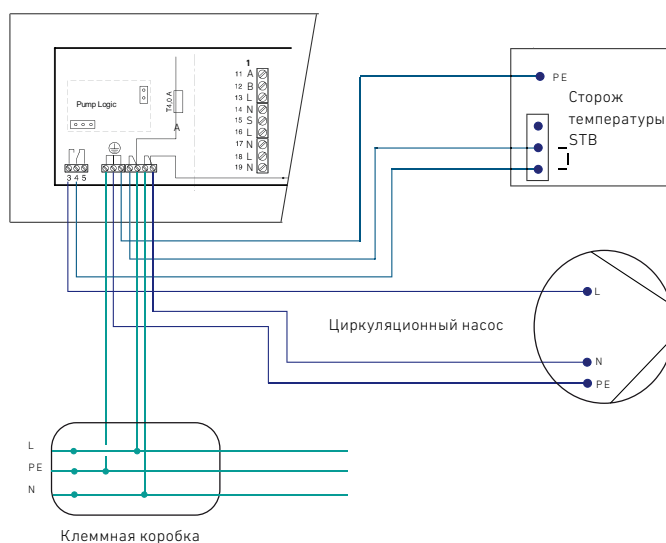 1
11 A
12 B
13 L
14 N
15 S
16 L
17 N
18 L
19 N
Pump Logic
T4,0 A
A
3 4 5
PE
Сторож
температуры
STB
L
Циркуляционный насос
N
PE
L
PE
N
Клеммная коробка